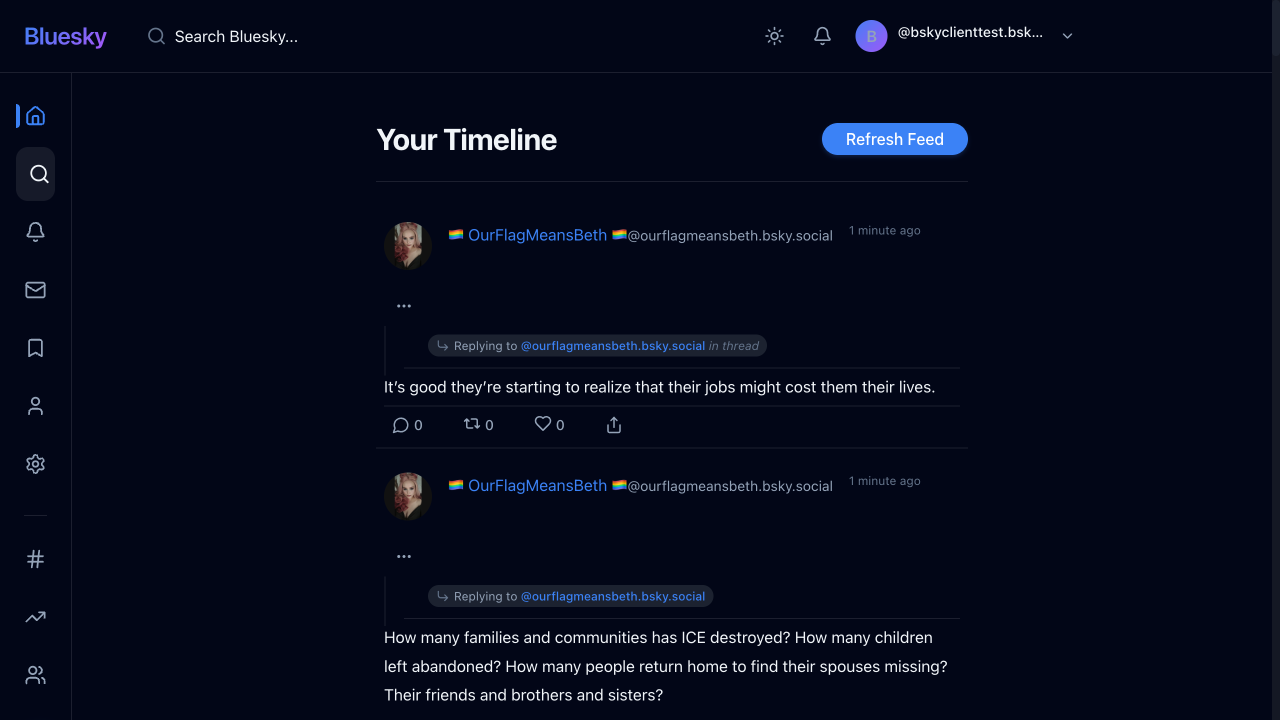 Bluesky
Search Bluesky...
B
@bskyclienttest.bsk...
Your Timeline
Refresh Feed
🏳️‍🌈 OurFlagMeansBeth 🏳️‍🌈@ourflagmeansbeth.bsky.social 1 minute ago
Replying to @ourflagmeansbeth.bsky.social in thread
It’s good they’re starting to realize that their jobs might cost them their lives.
0 0 0
🏳️‍🌈 OurFlagMeansBeth 🏳️‍🌈@ourflagmeansbeth.bsky.social 1 minute ago
Replying to @ourflagmeansbeth.bsky.social
How many families and communities has ICE destroyed? How many children
left abandoned? How many people return home to find their spouses missing?
Their friends and brothers and sisters?